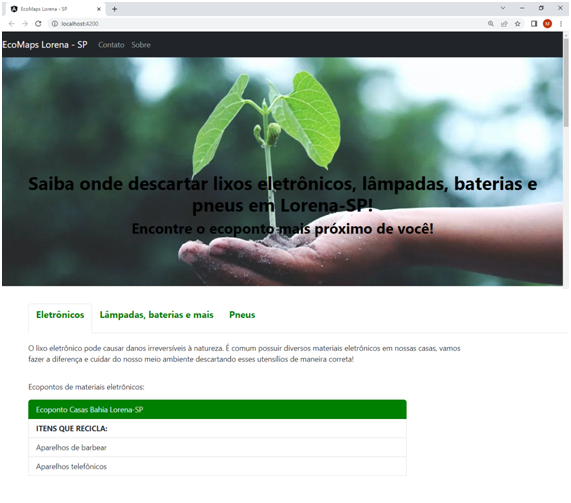 EcoMaps Lorena - SP
localhost:4200
M
EcoMaps Lorena - SP Contato Sobre
Saiba onde descartar lixos eletrônicos, lâmpadas, baterias e
pneus em Lorena-SP!
Encontre o ecoponto mais próximo de você!
Eletrônicos Lâmpadas, baterias e mais Pneus
O lixo eletrônico pode causar danos irreversíveis à natureza. É comum possuir diversos materiais eletrônicos em nossas casas, vamos
fazer a diferença e cuidar do nosso meio ambiente descartando esses utensílios de maneira correta!
Ecopontos de materiais eletrônicos:
Ecoponto Casas Bahia Lorena-SP
ITENS QUE RECICLA:
Aparelhos de barbear
Aparelhos telefônicos